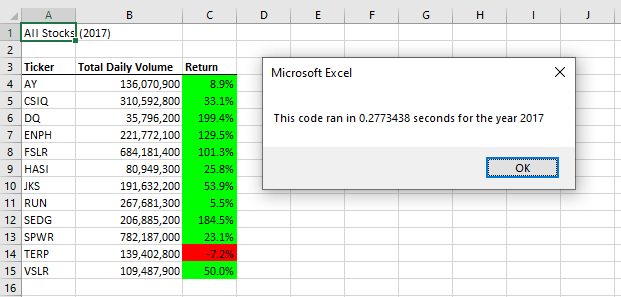 A B C D E F G H I J
1 All Stocks (2017)
2
3 Ticker Total Daily Volume Return
4 AY 136,070,900 8.9%
5 CSIQ 310,592,800 33.1%
6 DQ 35,796,200 199.4%
7 ENPH 221,772,100 129.5%
8 FSLR 684,181,400 101.3%
9 HASI 80,949,300 25.8%
10 JKS 191,632,200 53.9%
11 RUN 267,681,300 5.5%
12 SEDG 206,885,200 184.5%
13 SPWR 782,187,000 23.1%
14 TERP 139,402,800 -7.2%
15 VSLR 109,487,900 50.0%
16
Microsoft Excel
This code ran in 0.2773438 seconds for the year 2017
OK